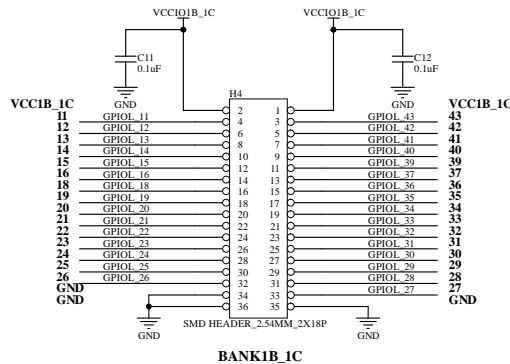 VCCIO1B_1C VCCIO1B_1C
C11 C12
0.1uF 0.1uF
GND H4 GND
VCC1B_1C 2 1 VCC1B_1C
11 GPIOL_11 4 3 GPIOL_43 43
12 GPIOL_12 6 5 GPIOL_42 42
13 GPIOL_13 8 7 GPIOL_41 41
14 GPIOL_14 10 9 GPIOL_40 40
15 GPIOL_15 12 11 GPIOL_39 39
16 GPIOL_16 14 13 GPIOL_37 37
18 GPIOL_18 16 15 GPIOL_36 36
19 GPIOL_19 18 17 GPIOL_35 35
20 GPIOL_20 20 19 GPIOL_34 34
21 GPIOL_21 22 21 GPIOL_33 33
22 GPIOL_22 24 23 GPIOL_32 32
23 GPIOL_23 26 25 GPIOL_31 31
24 GPIOL_24 28 27 GPIOL_30 30
25 GPIOL_25 30 29 GPIOL_29 29
26 GPIOL_26 32 31 GPIOL_28 28
GND 34 33 GPIOL_27 27
GND 36 35 GND
SMD HEADER_2.54MM_2X18P
GND GND
BANK1B_1C